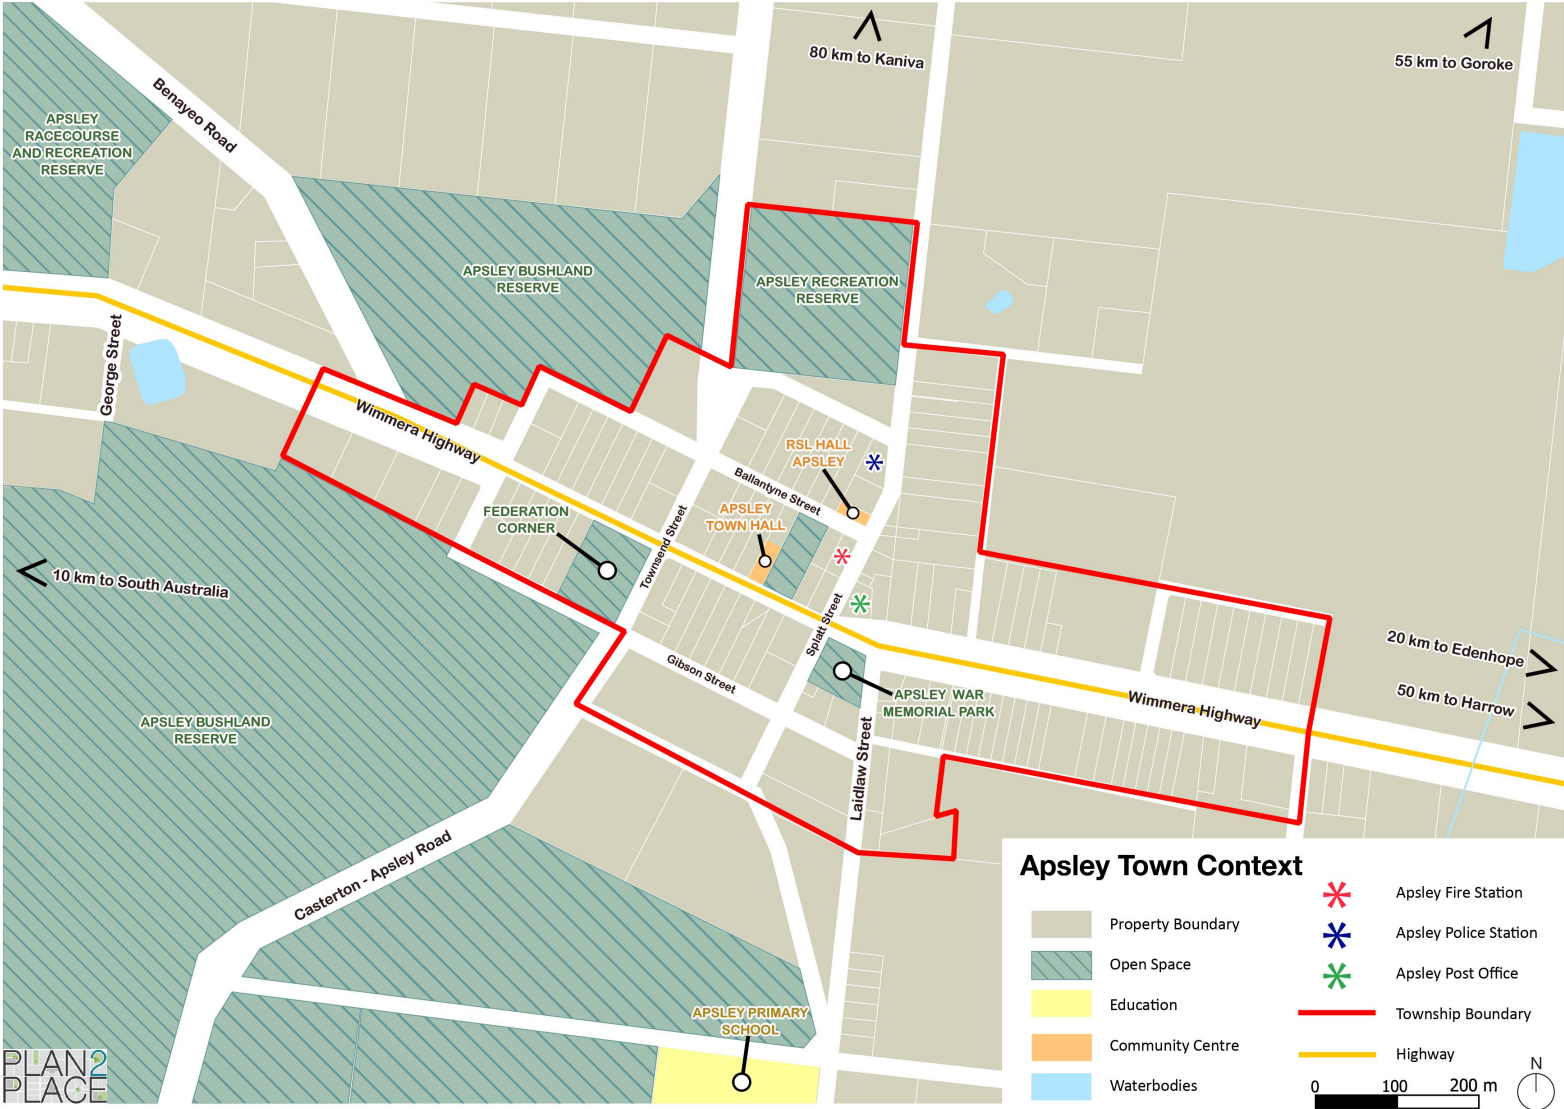 80 km to Kaniva
55 km to Goroke
Benayeo Road
APSLEY
RACECOURSE
AND RECREATION
RESERVE
APSLEY BUSHLAND
RESERVE
APSLEY RECREATION
RESERVE
George Street
Wimmera Highway
RSL HALL
APSLEY
Ballantyne Street
APSLEY
TOWN HALL
FEDERATION
CORNER
Townsend Street
10 km to South Australia
Splatt Street
Gibson Street
APSLEY WAR
MEMORIAL PARK
20 km to Edenhope
50 km to Harrow
Wimmera Highway
APSLEY BUSHLAND
RESERVE
Laidlaw Street
Casterton - Apsley Road
APSLEY PRIMARY
SCHOOL
Apsley Town Context
Property Boundary
Open Space
Education
Community Centre
Waterbodies
Apsley Fire Station
Apsley Police Station
Apsley Post Office
Township Boundary
Highway
0 100 200 m
N
PLAN2
PLACE